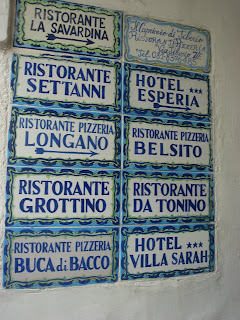 RISTORANTE
LA SAVARDINA
RISTORANTE
SETTANNI
HOTEL ★★★
ESPERIA
RISTORANTE PIZZERIA
LONGANO
RISTORANTE PIZZERIA
BELSITO
RISTORANTE
GROTTINO
RISTORANTE
DA TONINO
RISTORANTE PIZZERIA
BUCA di BACCO
HOTEL ★★★
VILLA SARAH